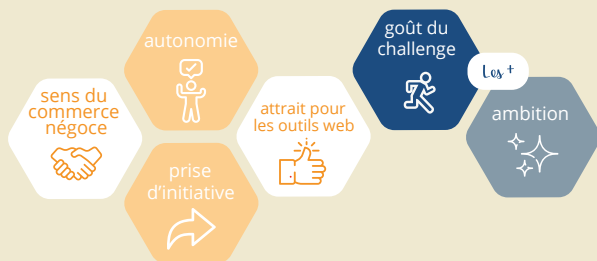 sens du
commerce
négoce
autonomie
prise
d'initiative
attrait pour
les outils web
goût du
challenge
Les +
ambition